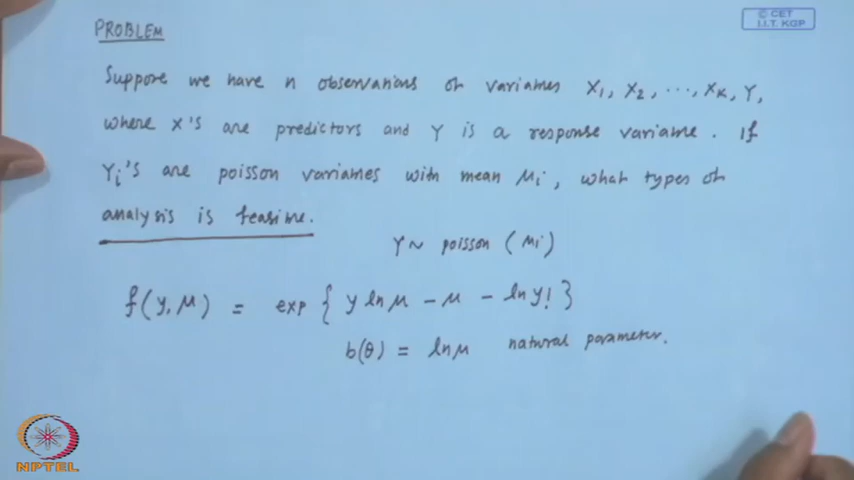 PROBLEM
© CET
I.I.T. KGP
Suppose we have n observations on variables X1, X2, ..., XK, Y,
where X's are predictors and Y is a response variable. If
Yi's are poisson variables with mean μi, what types of
analysis is feasible.
Y ~ poisson (μi)
f(y, μ) = exp { y ln μ - μ - ln y! }
b(θ) = ln μ natural parameter.
NPTEL